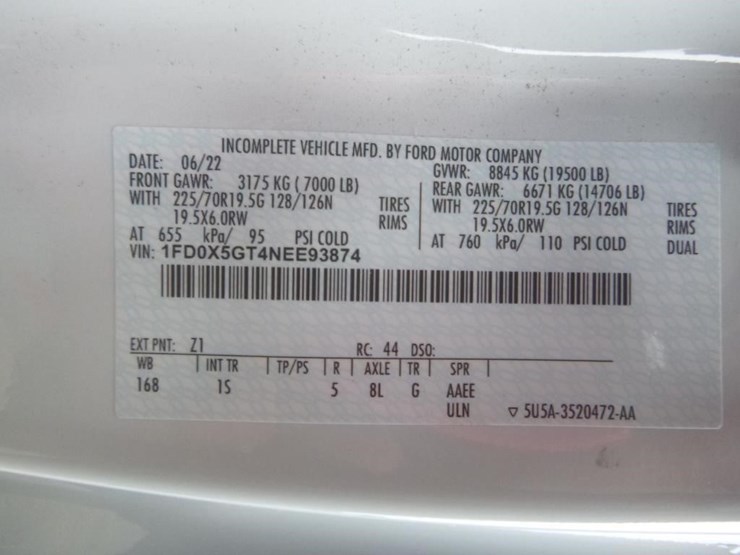 INCOMPLETE VEHICLE MFD. BY FORD MOTOR COMPANY
DATE: 06/22 GVWR: 8845 KG (19500 LB)
FRONT GAWR: 3175 KG ( 7000 LB) REAR GAWR: 6671 KG (14706 LB)
WITH 225/70R19.5G 128/126N TIRES WITH 225/70R19.5G 128/126N TIRES
19.5X6.0RW RIMS 19.5X6.0RW RIMS
AT 655 kPa/ 95 PSI COLD AT 760 kPa/ 110 PSI COLD DUAL
VIN: 1FD0X5GT4NEE93874
EXT PNT: Z1 RC: 44 DSO:
WB INT TR TP/PS R AXLE TR SPR
168 1S 5 8L G AAEE
ULN ▽ 5U5A-3520472-AA